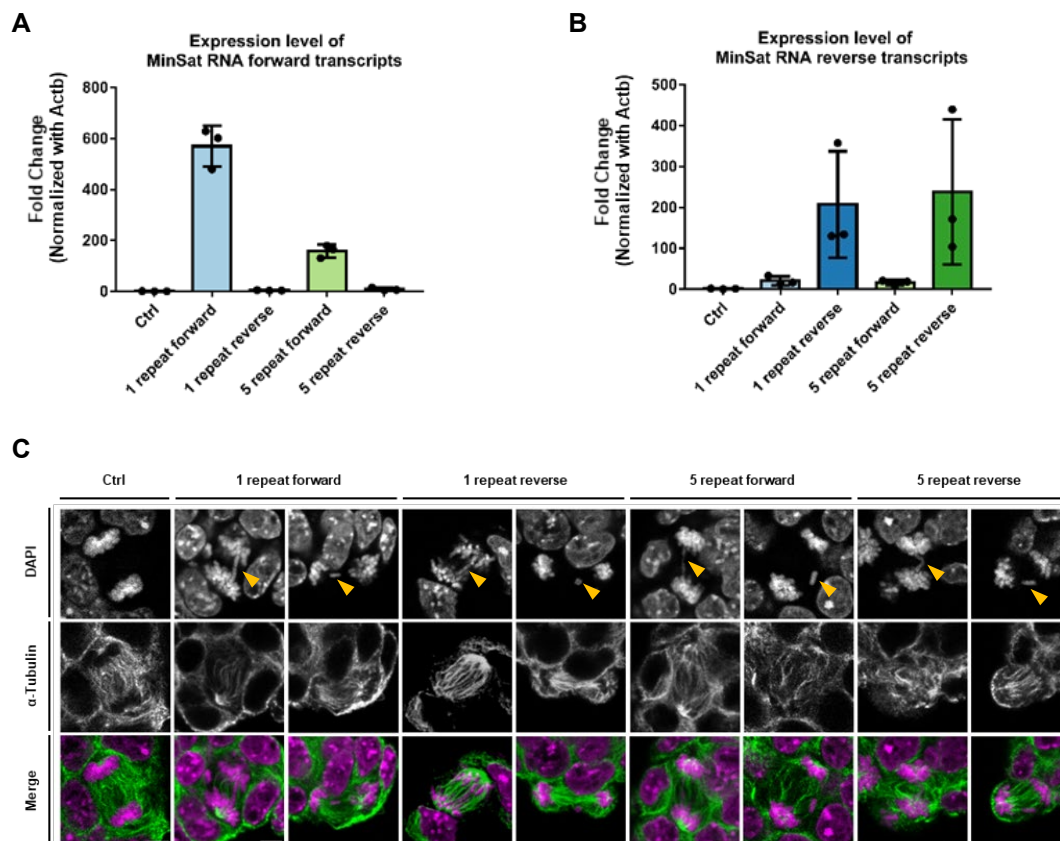 A
Expression level of
MinSat RNA forward transcripts
Fold Change
(Normalized with Actb)
800
600
400
200
0
Ctrl
1 repeat forward
1 repeat reverse
5 repeat forward
5 repeat reverse
B
Expression level of
MinSat RNA reverse transcripts
Fold Change
(Normalized with Actb)
500
400
300
200
100
0
Ctrl
1 repeat forward
1 repeat reverse
5 repeat forward
5 repeat reverse
C
Ctrl
1 repeat forward
1 repeat reverse
5 repeat forward
5 repeat reverse
DAPI
α-Tubulin
Merge